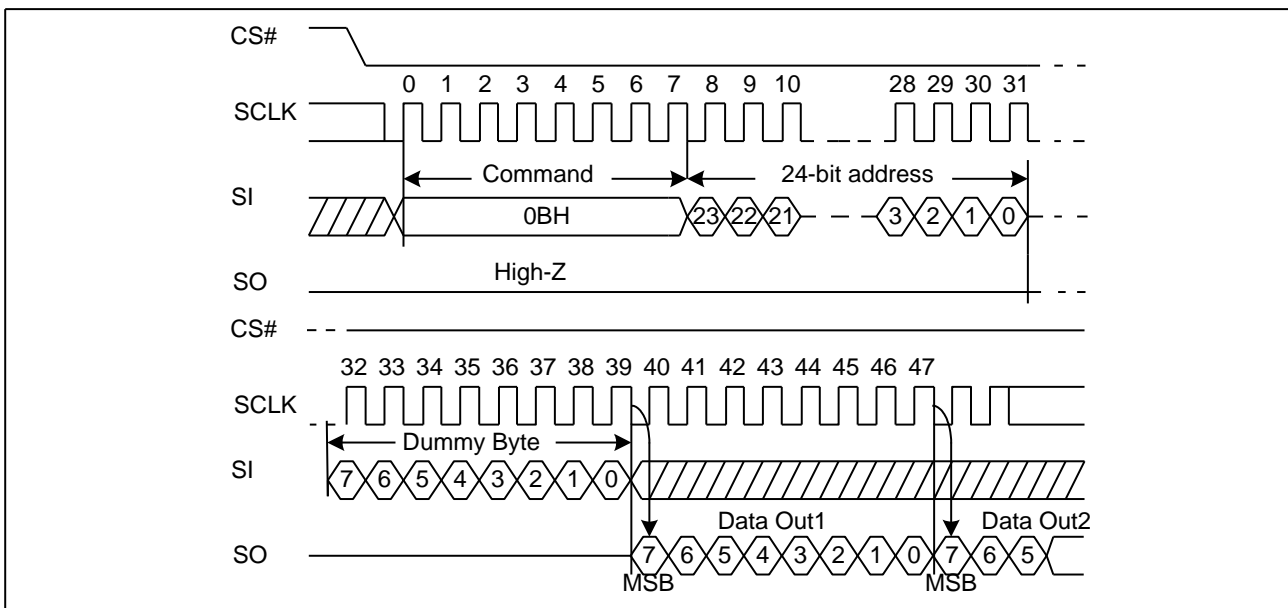 CS#
0 1 2 3 4 5 6 7 8 9 10 28 29 30 31
SCLK
Command 24-bit address
SI
0BH 23 22 21 3 2 1 0
High-Z
SO
CS#
32 33 34 35 36 37 38 39 40 41 42 43 44 45 46 47
SCLK
Dummy Byte
SI
7 6 5 4 3 2 1 0
Data Out1 Data Out2
SO
7 6 5 4 3 2 1 0 7 6 5
MSB MSB